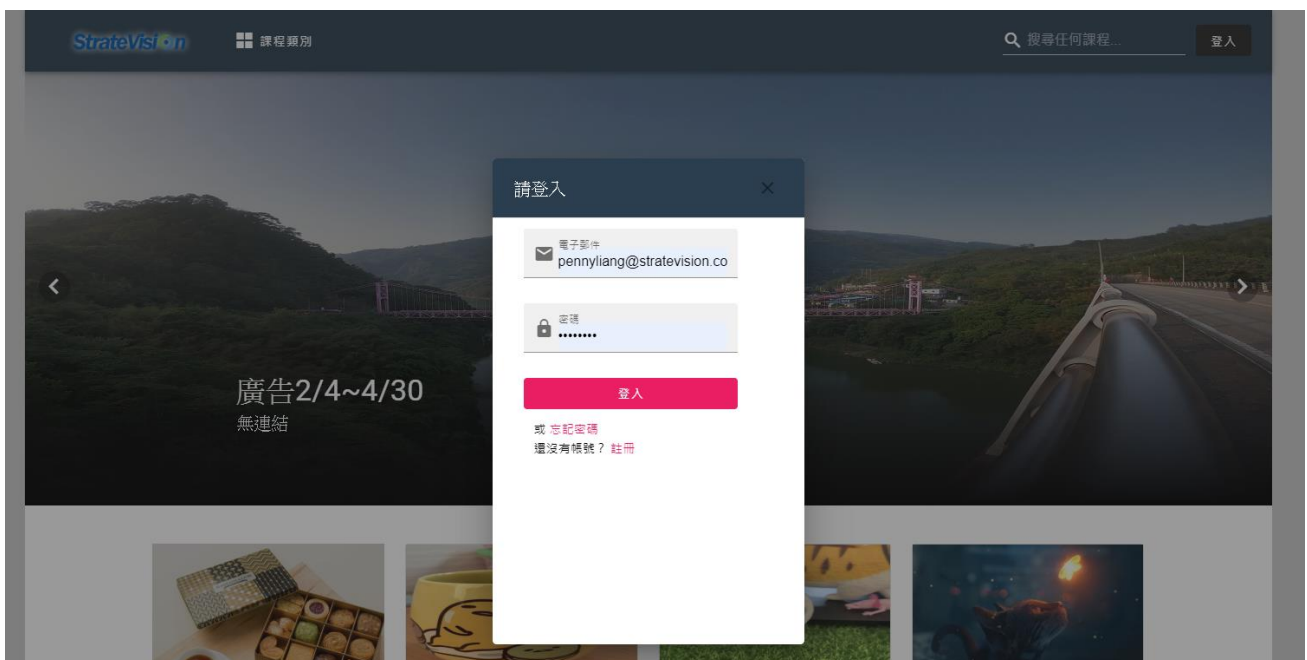 StrateVision
課程類別
搜尋任何課程...
登入
請登入
電子郵件
pennyliang@stratevision.co
密碼
••••••••
登入
或 忘記密碼
還沒有帳號？ 註冊
廣告2/4~4/30
無連結